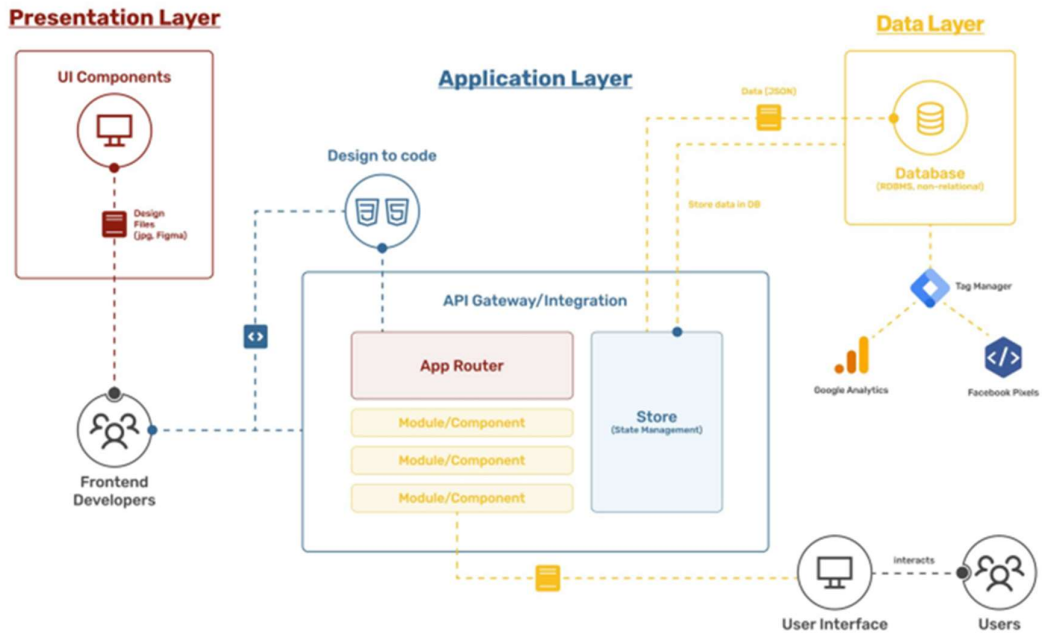 Presentation Layer
UI Components
Design
Files
(jpg, Figma)
Frontend
Developers
Application Layer
Design to code
API Gateway/Integration
App Router
Module/Component
Module/Component
Module/Component
Store
(State Management)
Data Layer
Data (JSON)
Store data in DB
Database
(RDBMS, non-relational)
Tag Manager
Google Analytics
Facebook Pixels
User Interface
interacts
Users